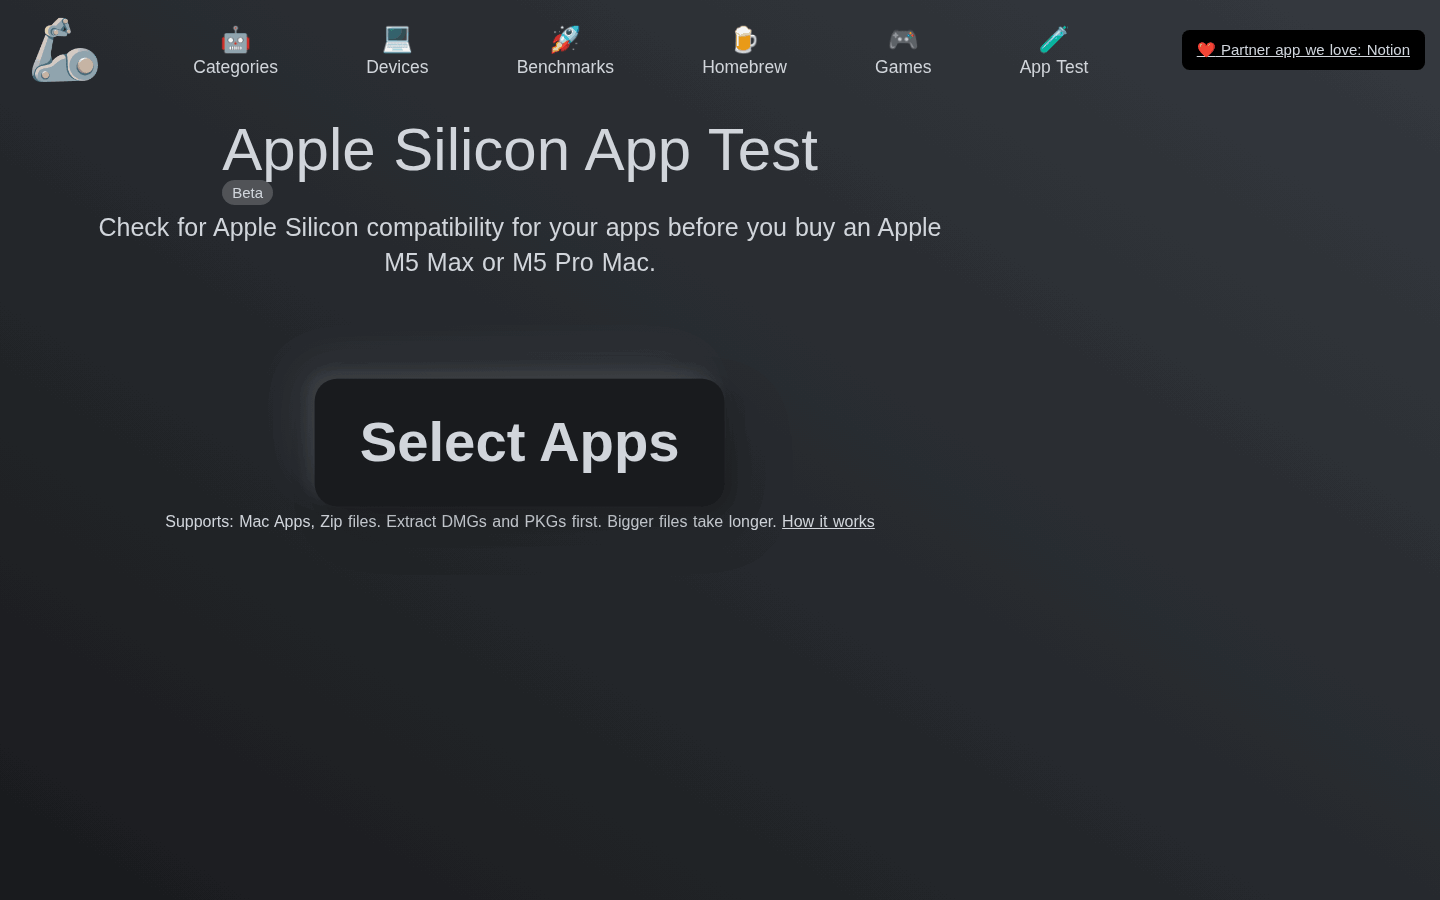 Categories
Devices
Benchmarks
Homebrew
Games
App Test
❤️ Partner app we love: Notion
Apple Silicon App Test
Beta
Check for Apple Silicon compatibility for your apps before you buy an Apple
M5 Max or M5 Pro Mac.
Select Apps
Supports: Mac Apps, Zip files. Extract DMGs and PKGs first. Bigger files take longer. How it works